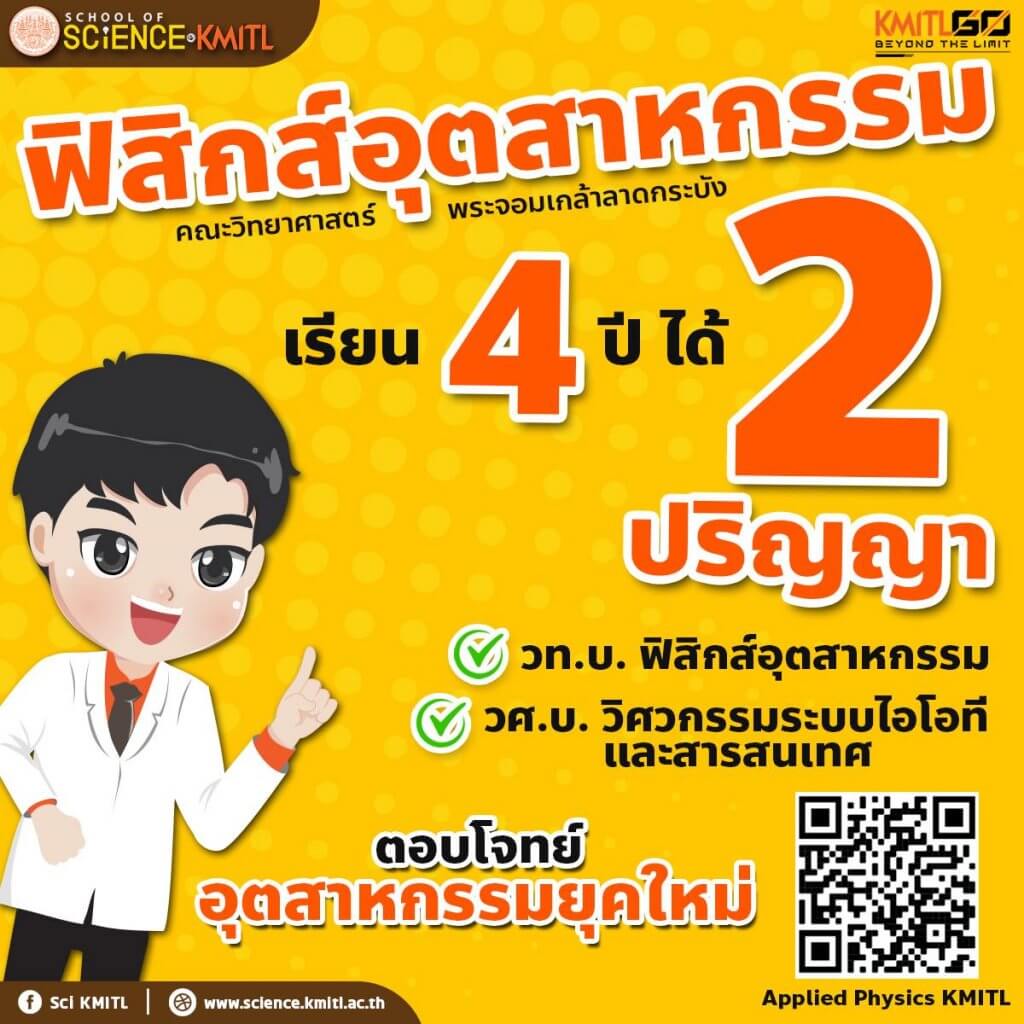 SCHOOL OF
SCiENCE KMITL
KMITL GO
BEYOND THE LIMIT
ฟิสิกส์อุตสาหกรรม
คณะวิทยาศาสตร์ พระจอมเกล้าลาดกระบัง
เรียน 4 ปี ได้ 2
ปริญญา
วท.บ. ฟิสิกส์อุตสาหกรรม
วศ.บ. วิศวกรรมระบบไอโอที
และสารสนเทศ
ตอบโจทย์
อุตสาหกรรมยุคใหม่
Applied Physics KMITL
Sci KMITL | www.science.kmitl.ac.th